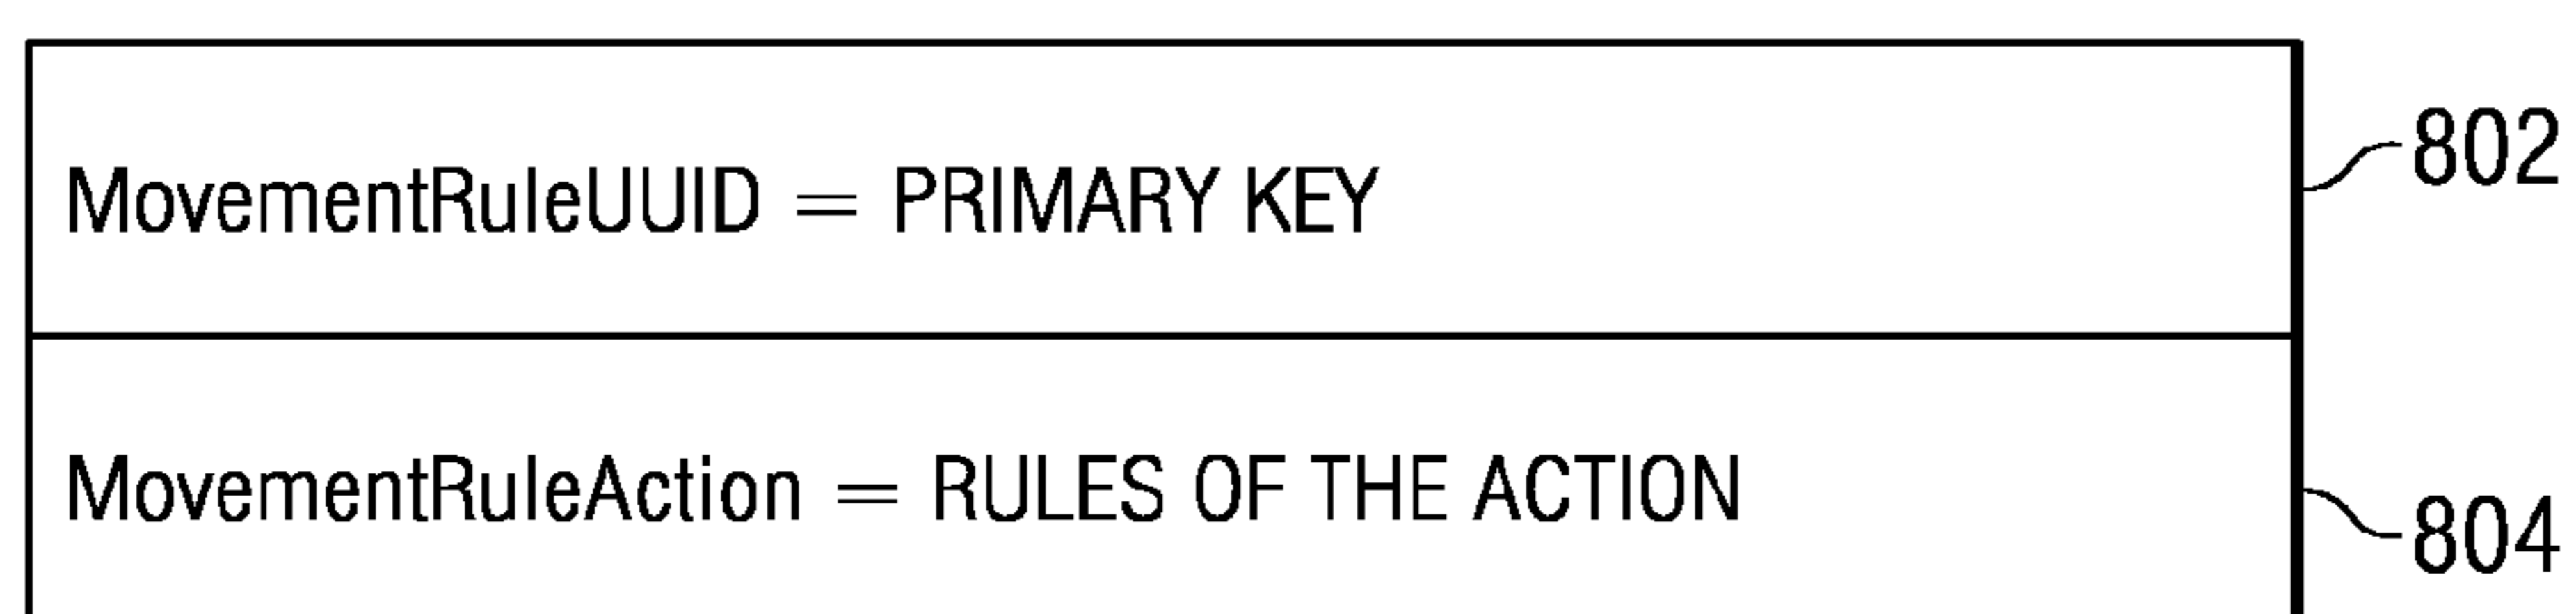 802
MovementRuleUUID = PRIMARY KEY
MovementRuleAction = RULES OF THE ACTION
804